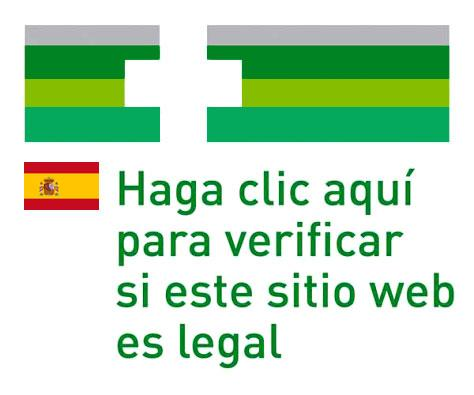 Haga clic aquí
para verificar
si este sitio web
es legal